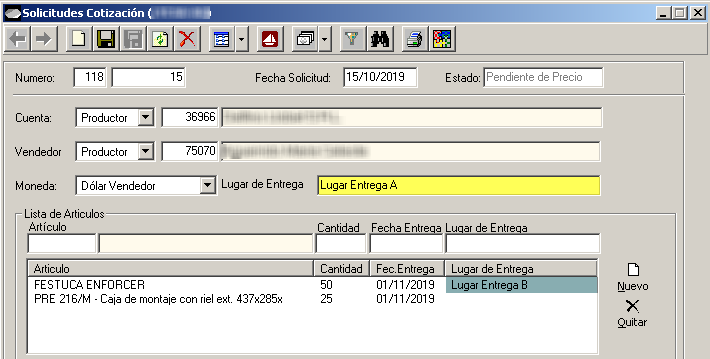 Solicitudes Cotización (
Numero: 118 15 Fecha Solicitud: 15/10/2019 Estado: Pendiente de Precio
Cuenta: Productor 36966
Vendedor Productor 75070
Moneda: Dólar Vendedor Lugar de Entrega Lugar Entrega A
Lista de Articulos
Artículo Cantidad Fecha Entrega Lugar de Entrega
Articulo Cantidad Fec.Entrega Lugar de Entrega
FESTUCA ENFORCER 50 01/11/2019 Lugar Entrega B
PRE 216/M - Caja de montaje con riel ext. 437x285x 25 01/11/2019
Nuevo
Quitar